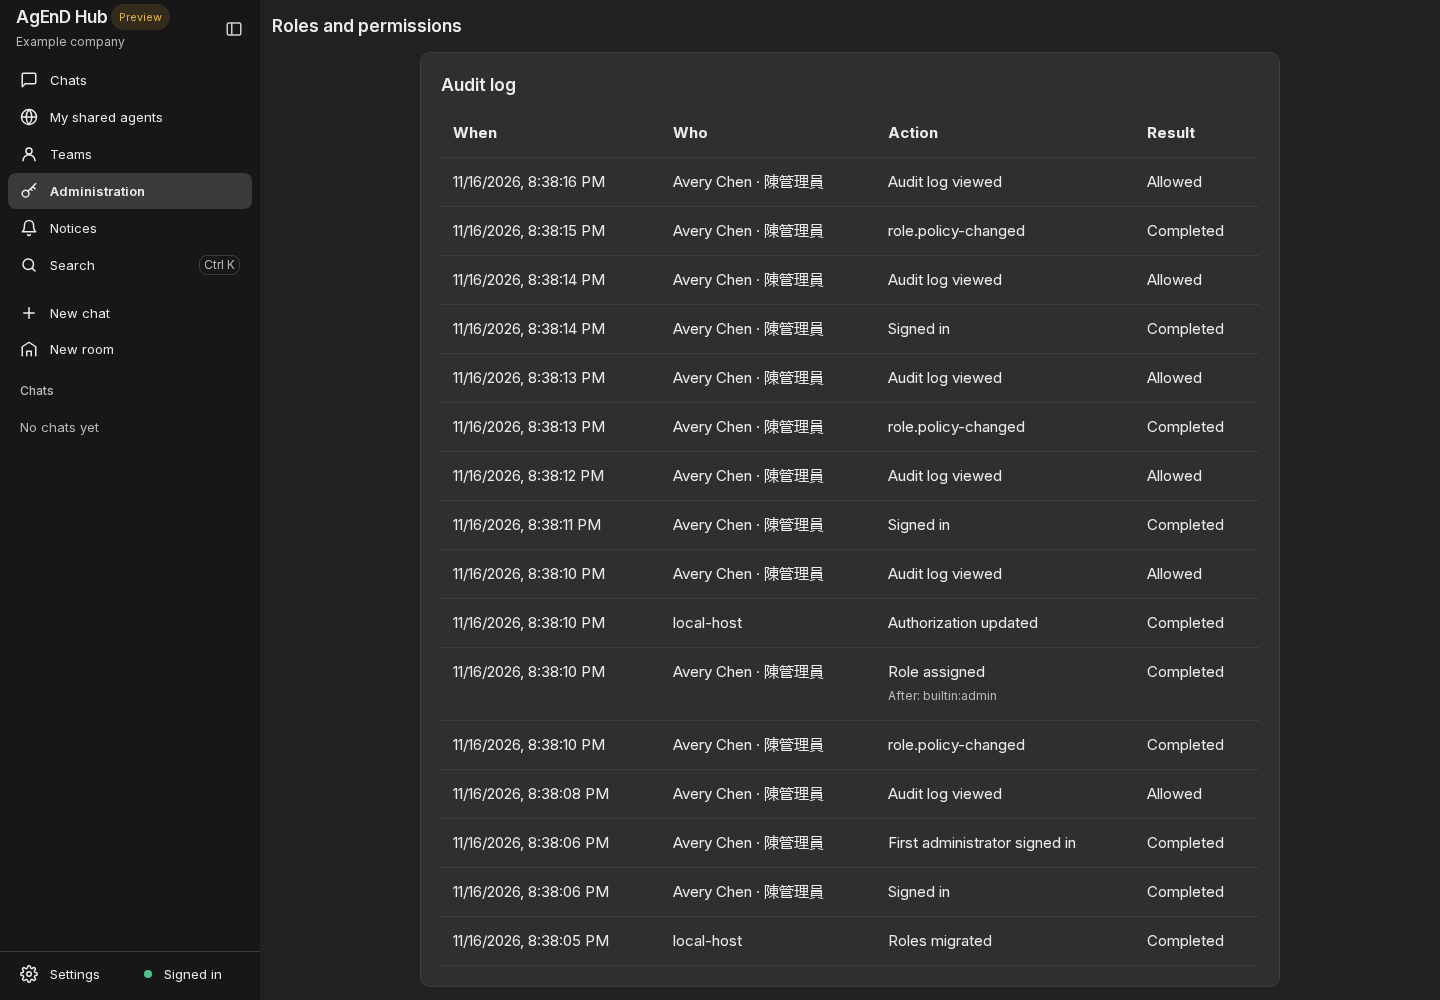 AgEnD Hub Preview
Example company
Chats
My shared agents
Teams
Administration
Notices
Search Ctrl K
New chat
New room
Chats
No chats yet
Settings Signed in
Roles and permissions
Audit log
When Who Action Result
11/16/2026, 8:38:16 PM Avery Chen · 陳管理員 Audit log viewed Allowed
11/16/2026, 8:38:15 PM Avery Chen · 陳管理員 role.policy-changed Completed
11/16/2026, 8:38:14 PM Avery Chen · 陳管理員 Audit log viewed Allowed
11/16/2026, 8:38:14 PM Avery Chen · 陳管理員 Signed in Completed
11/16/2026, 8:38:13 PM Avery Chen · 陳管理員 Audit log viewed Allowed
11/16/2026, 8:38:13 PM Avery Chen · 陳管理員 role.policy-changed Completed
11/16/2026, 8:38:12 PM Avery Chen · 陳管理員 Audit log viewed Allowed
11/16/2026, 8:38:11 PM Avery Chen · 陳管理員 Signed in Completed
11/16/2026, 8:38:10 PM Avery Chen · 陳管理員 Audit log viewed Allowed
11/16/2026, 8:38:10 PM local-host Authorization updated Completed
11/16/2026, 8:38:10 PM Avery Chen · 陳管理員 Role assigned Completed
After: builtin:admin
11/16/2026, 8:38:10 PM Avery Chen · 陳管理員 role.policy-changed Completed
11/16/2026, 8:38:08 PM Avery Chen · 陳管理員 Audit log viewed Allowed
11/16/2026, 8:38:06 PM Avery Chen · 陳管理員 First administrator signed in Completed
11/16/2026, 8:38:06 PM Avery Chen · 陳管理員 Signed in Completed
11/16/2026, 8:38:05 PM local-host Roles migrated Completed